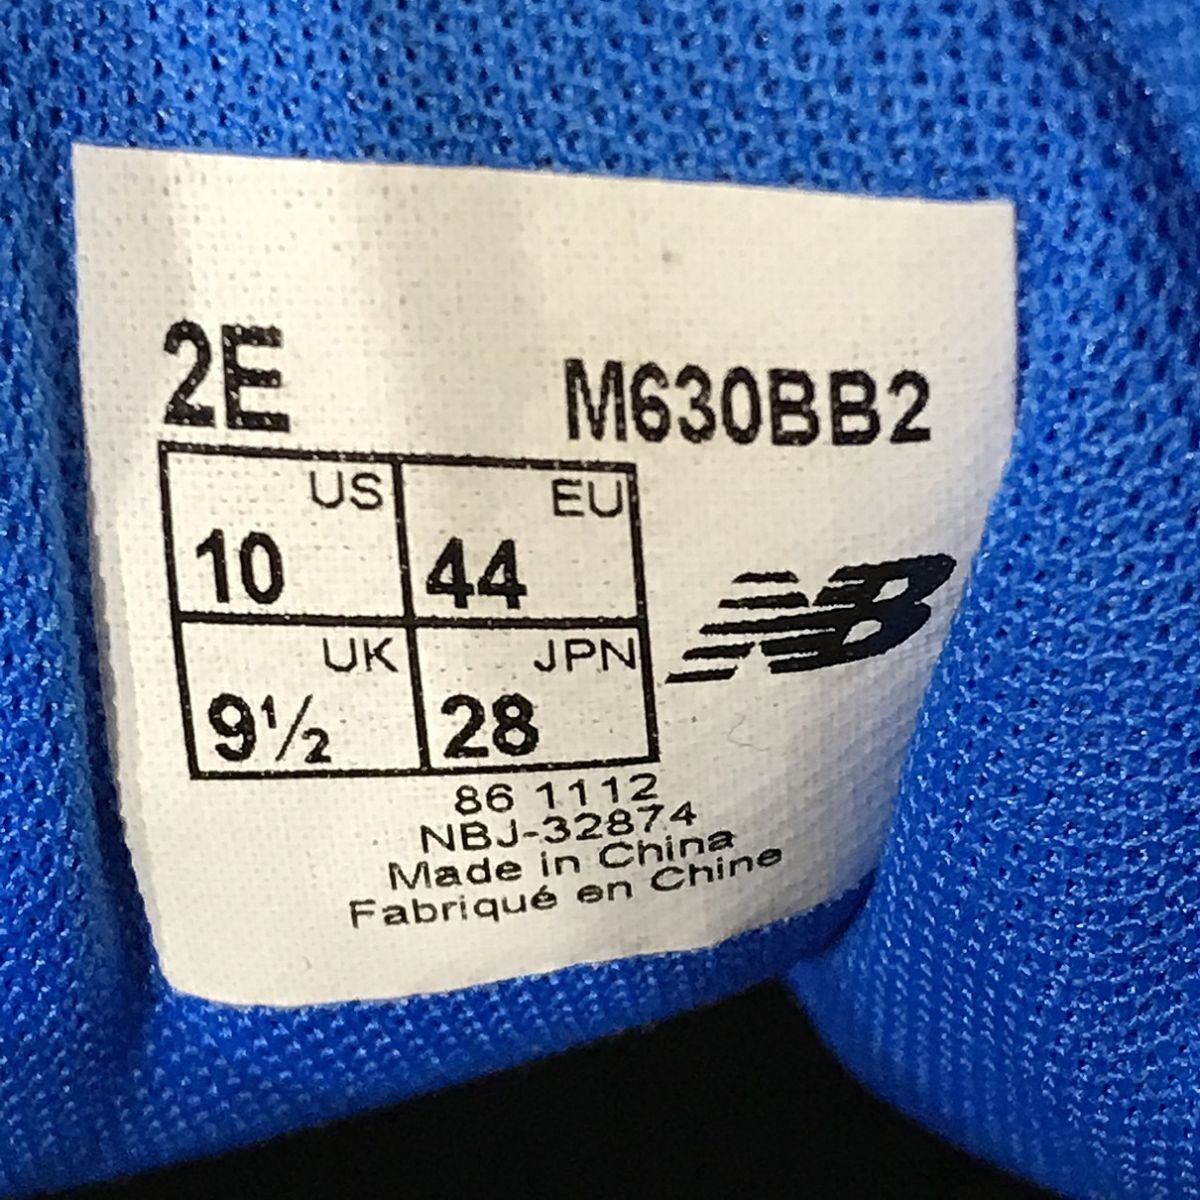 2E M630BB2
US 10 EU 44
UK 9½ JPN 28
NB
86 1112
NBJ-32874
Made in China
Fabriqué en Chine